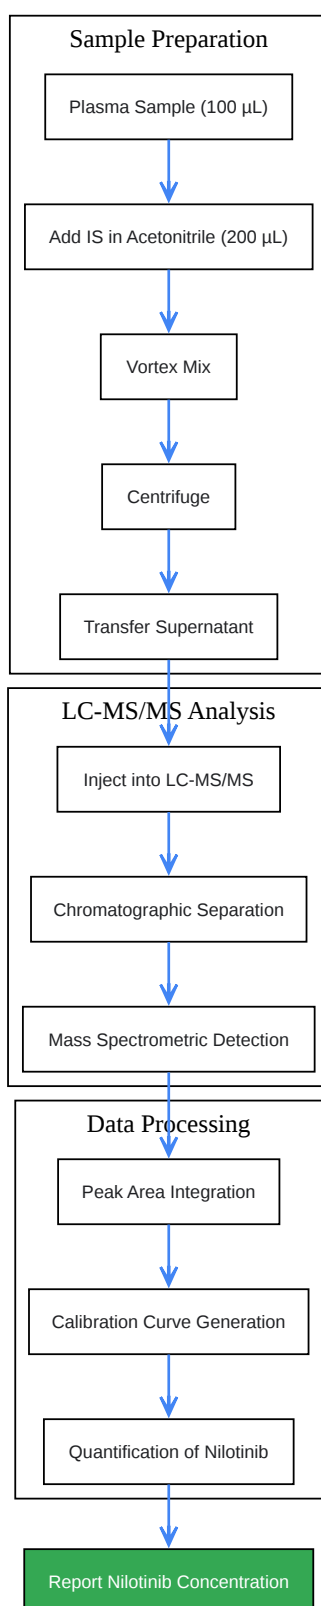 Sample Preparation
Plasma Sample (100 µL)
Add IS in Acetonitrile (200 µL)
Vortex Mix
Centrifuge
Transfer Supernatant
LC-MS/MS Analysis
Inject into LC-MS/MS
Chromatographic Separation
Mass Spectrometric Detection
Data Processing
Peak Area Integration
Calibration Curve Generation
Quantification of Nilotinib
Report Nilotinib Concentration